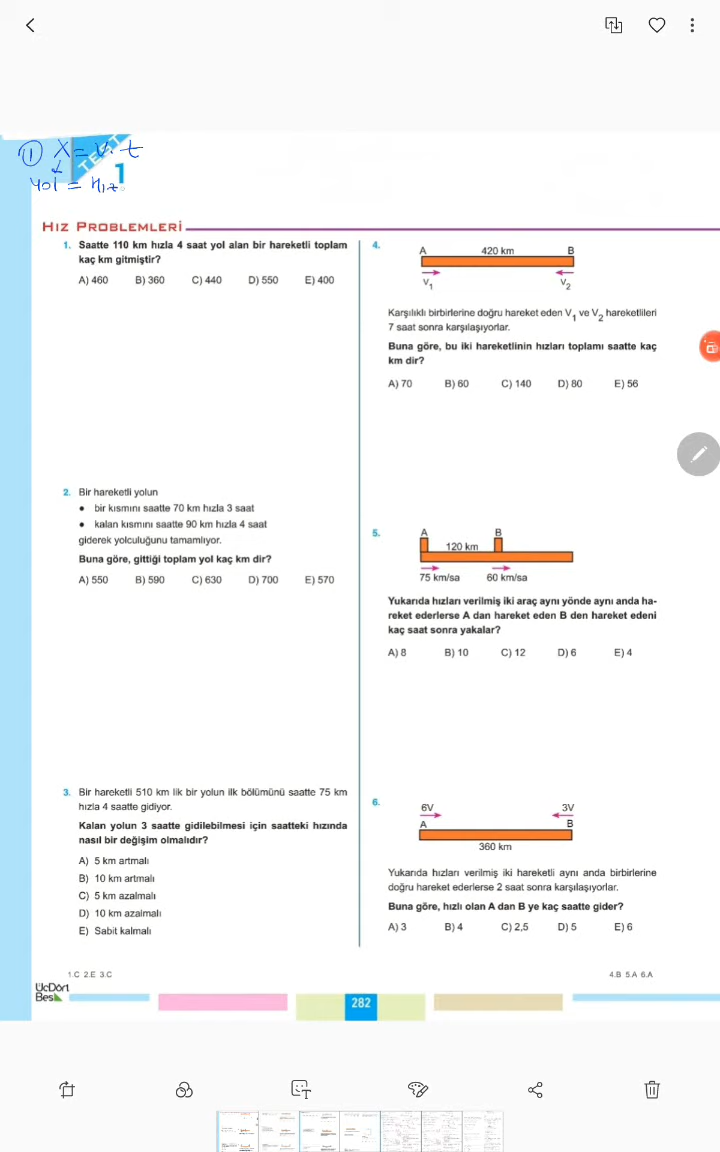 ① X = V. t
yol = Hız.
TEST
1
HIZ PROBLEMLERİ
1. Saatte 110 km hızla 4 saat yol alan bir hareketli toplam
kaç km gitmiştir?
A) 460 B) 360 C) 440 D) 550 E) 400
2. Bir hareketli yolun
• bir kısmını saatte 70 km hızla 3 saat
• kalan kısmını saatte 90 km hızla 4 saat
giderek yolculuğunu tamamlıyor.
Buna göre, gittiği toplam yol kaç km dir?
A) 550 B) 590 C) 630 D) 700 E) 570
3. Bir hareketli 510 km lik bir yolun ilk bölümünü saatte 75 km
hızla 4 saatte gidiyor.
Kalan yolun 3 saatte gidilebilmesi için saatteki hızında
nasıl bir değişim olmalıdır?
A) 5 km artmalı
B) 10 km artmalı
C) 5 km azalmalı
D) 10 km azalmalı
E) Sabit kalmalı
4.
A 420 km B
V1 V2
Karşılıklı birbirlerine doğru hareket eden V1 ve V2 hareketlileri
7 saat sonra karşılaşıyorlar.
Buna göre, bu iki hareketlinin hızları toplamı saatte kaç
km dir?
A) 70 B) 60 C) 140 D) 80 E) 56
5.
A B
120 km
75 km/sa 60 km/sa
Yukarıda hızları verilmiş iki araç aynı yönde aynı anda ha-
reket ederlerse A dan hareket eden B den hareket edeni
kaç saat sonra yakalar?
A) 8 B) 10 C) 12 D) 6 E) 4
6.
6V 3V
A B
360 km
Yukarıda hızları verilmiş iki hareketli aynı anda birbirlerine
doğru hareket ederlerse 2 saat sonra karşılaşıyorlar.
Buna göre, hızlı olan A dan B ye kaç saatte gider?
A) 3 B) 4 C) 2,5 D) 5 E) 6
1.C 2.E 3.C
4.B 5.A 6.A
ÜçDört
Beş
282